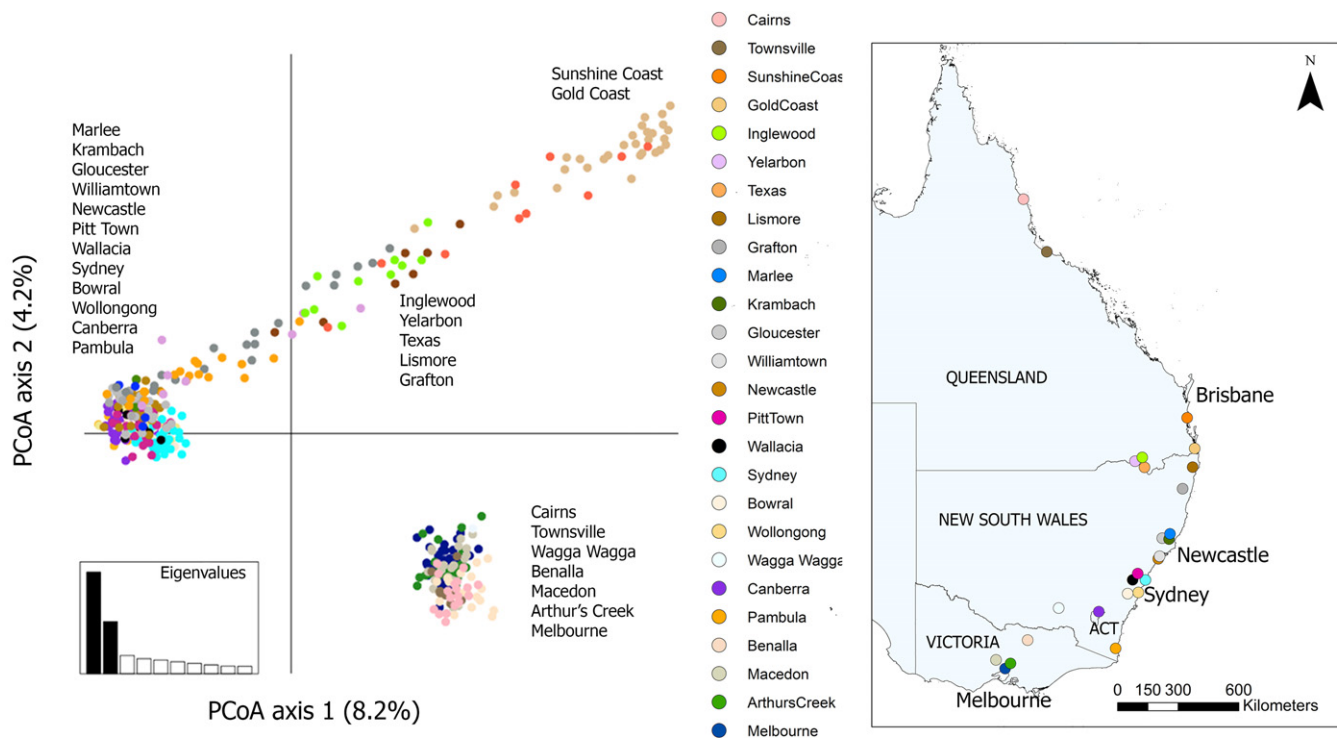 Sunshine Coast
Gold Coast
Marlee
Krambach
Gloucester
Williamtown
Newcastle
Pitt Town
Wallacia
Sydney
Bowral
Wollongong
Canberra
Pambula
Inglewood
Yelarbon
Texas
Lismore
Grafton
Cairns
Townsville
Wagga Wagga
Benalla
Macedon
Arthur's Creek
Melbourne
PCoA axis 2 (4.2%)
Eigenvalues
PCoA axis 1 (8.2%)
Cairns
Townsville
SunshineCoas
GoldCoast
Inglewood
Yelarbon
Texas
Lismore
Grafton
Marlee
Krambach
Gloucester
Williamtown
Newcastle
PittTown
Wallacia
Sydney
Bowral
Wollongong
Wagga Wagga
Canberra
Pambula
Benalla
Macedon
ArthursCreek
Melbourne
N
QUEENSLAND
Brisbane
NEW SOUTH WALES
Newcastle
Sydney
ACT
VICTORIA
Melbourne
0 150 300 600
Kilometers